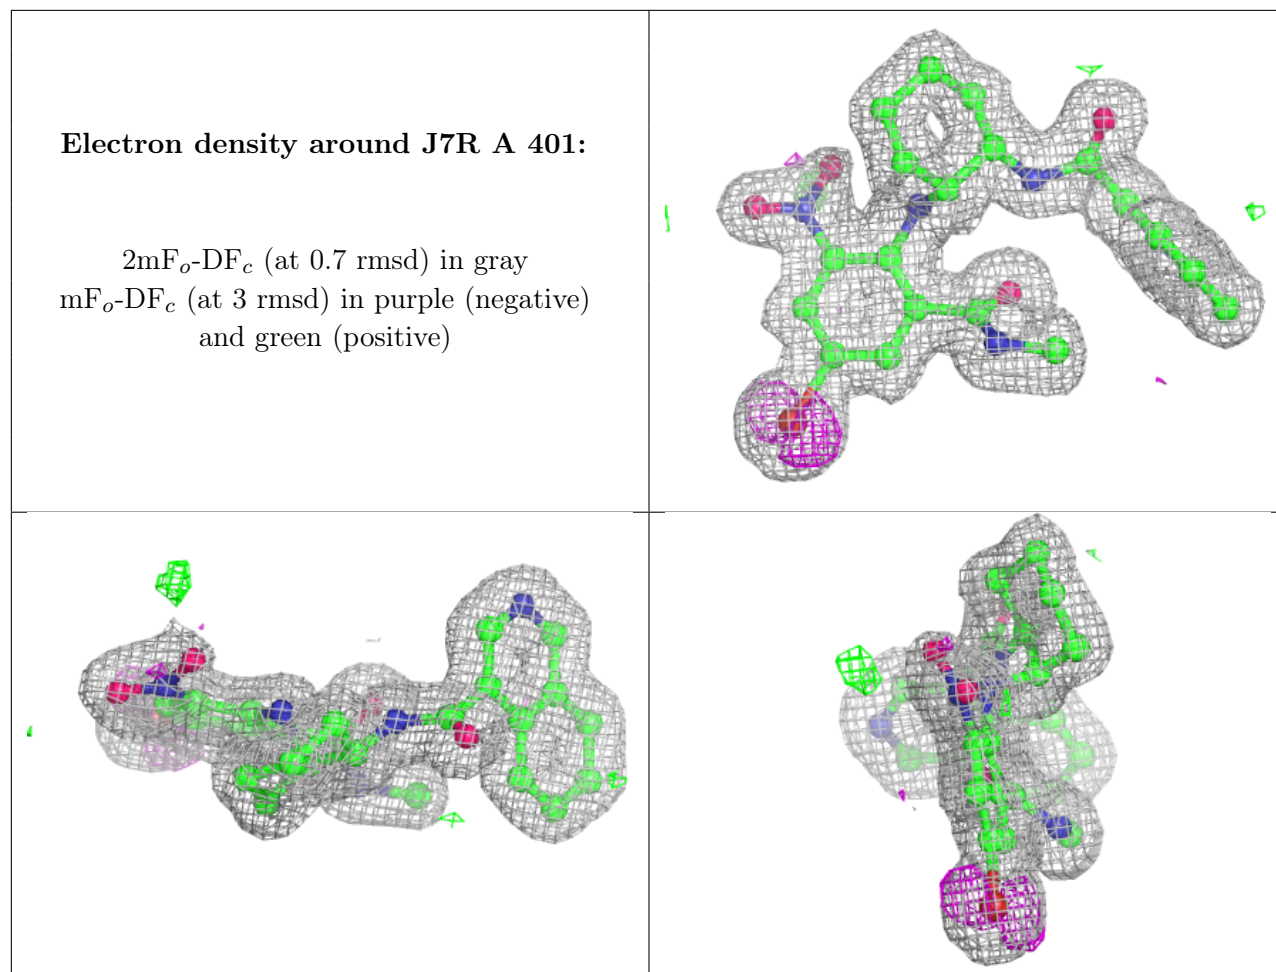 Electron density around J7R A 401:
2mFo-DFc (at 0.7 rmsd) in gray
mFo-DFc (at 3 rmsd) in purple (negative)
and green (positive)